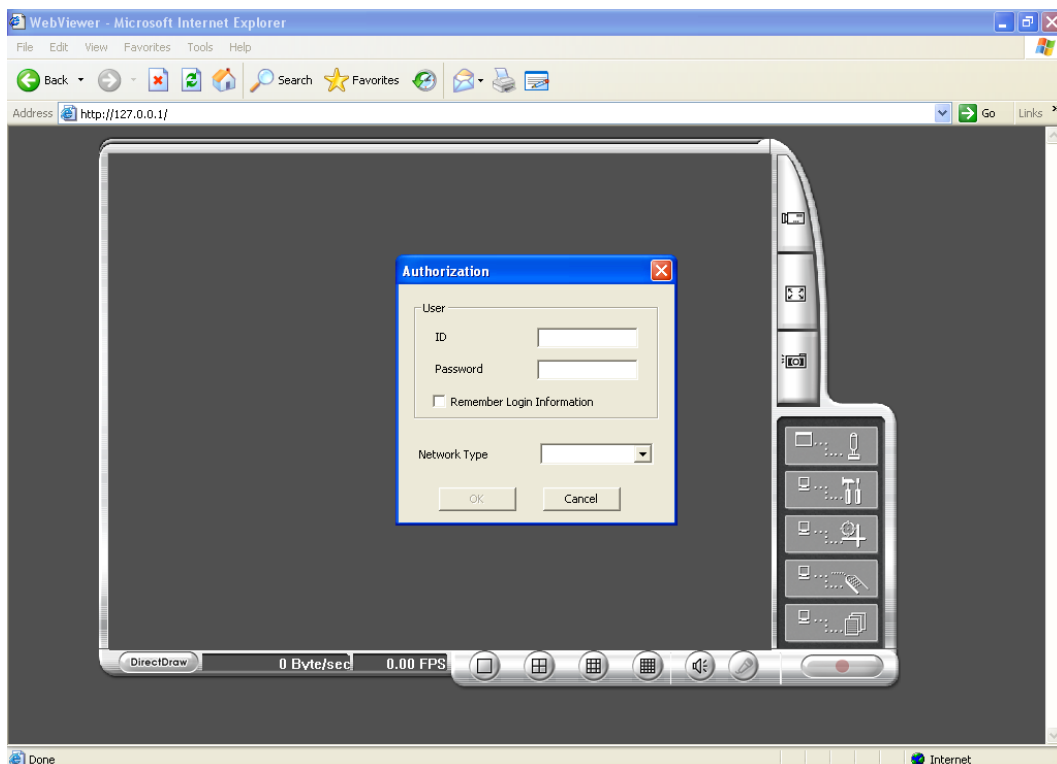 WebViewer - Microsoft Internet Explorer
File Edit View Favorites Tools Help
Back Search Favorites
Address http://127.0.0.1/ Go Links »
Authorization
User
ID
Password
Remember Login Information
Network Type
OK Cancel
DirectDraw 0 Byte/sec 0.00 FPS
Done Internet